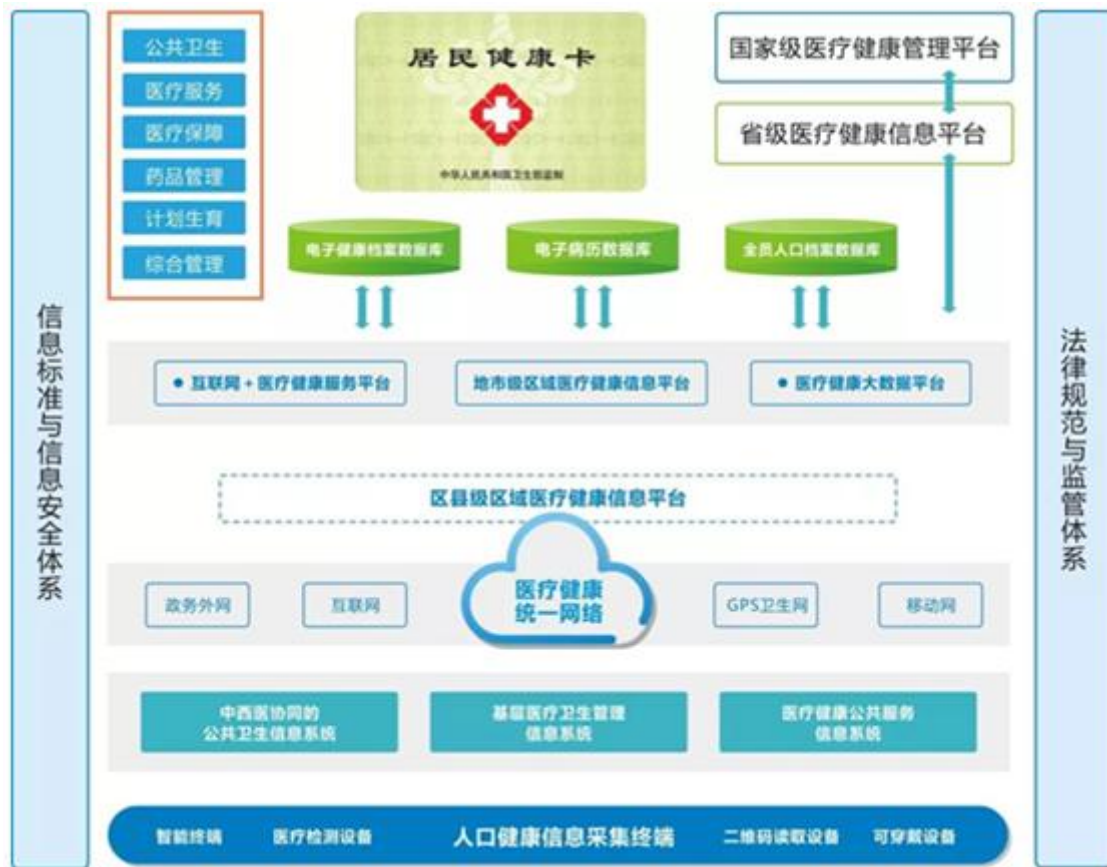 信息标准与信息安全体系
公共卫生
医疗服务
医疗保障
药品管理
计划生育
综合管理
居民健康卡
中华人民共和国卫生部监制
国家级医疗健康管理平台
省级医疗健康信息平台
电子健康档案数据库
电子病历数据库
全员人口档案数据库
• 互联网 + 医疗健康服务平台
地市级区域医疗健康信息平台
• 医疗健康大数据平台
区县级区域医疗健康信息平台
政务外网
互联网
医疗健康
统一网络
GPS卫生网
移动网
中西医协同的
公共卫生信息系统
基层医疗卫生管理
信息系统
医疗健康公共服务
信息系统
智能终端
医疗检测设备
人口健康信息采集终端
二维码读取设备
可穿戴设备
法律规范与监管体系